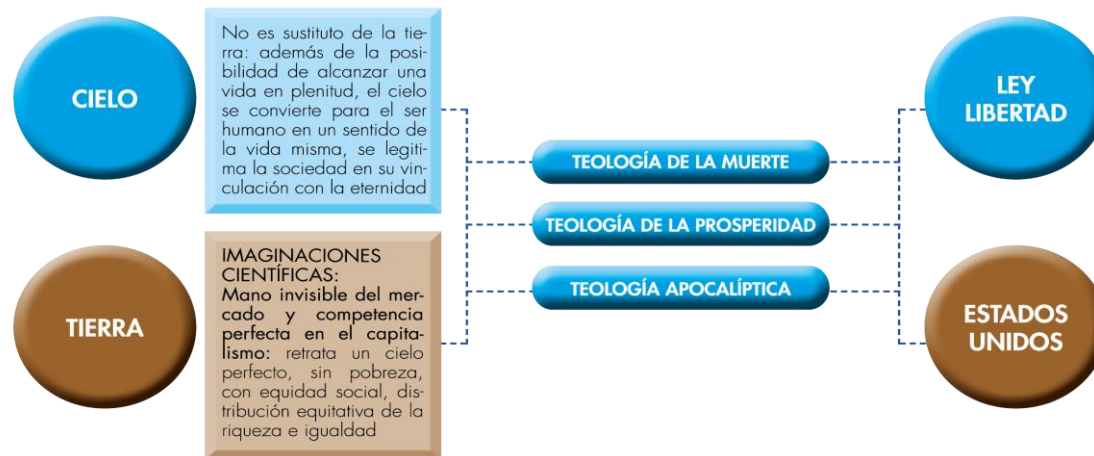 CIELO
No es sustituto de la tie-
rra: además de la posi-
bilidad de alcanzar una
vida en plenitud, el cielo
se convierte para el ser
humano en un sentido de
la vida misma, se legiti-
ma la sociedad en su vin-
culación con la eternidad
TIERRA
IMAGINACIONES
CIENTÍFICAS:
Mano invisible del mer-
cado y competencia
perfecta en el capita-
lismo: retrata un cielo
perfecto, sin pobreza,
con equidad social, dis-
tribución equitativa de la
riqueza e igualdad
TEOLOGÍA DE LA MUERTE
TEOLOGÍA DE LA PROSPERIDAD
TEOLOGÍA APOCALÍPTICA
LEY
LIBERTAD
ESTADOS
UNIDOS